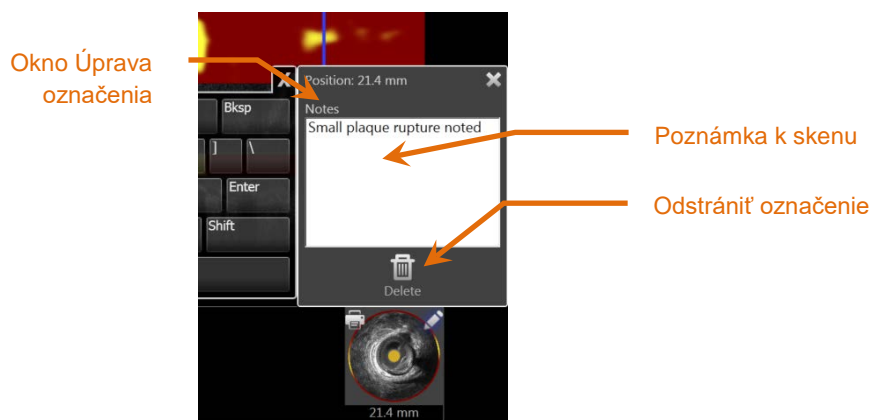 Okno Úprava
označenia
X
Position: 21.4 mm
Notes
Small plaque rupture noted
Bksp
] \
Enter
Shift
Delete
21.4 mm
Poznámka k skenu
Odstrániť označenie